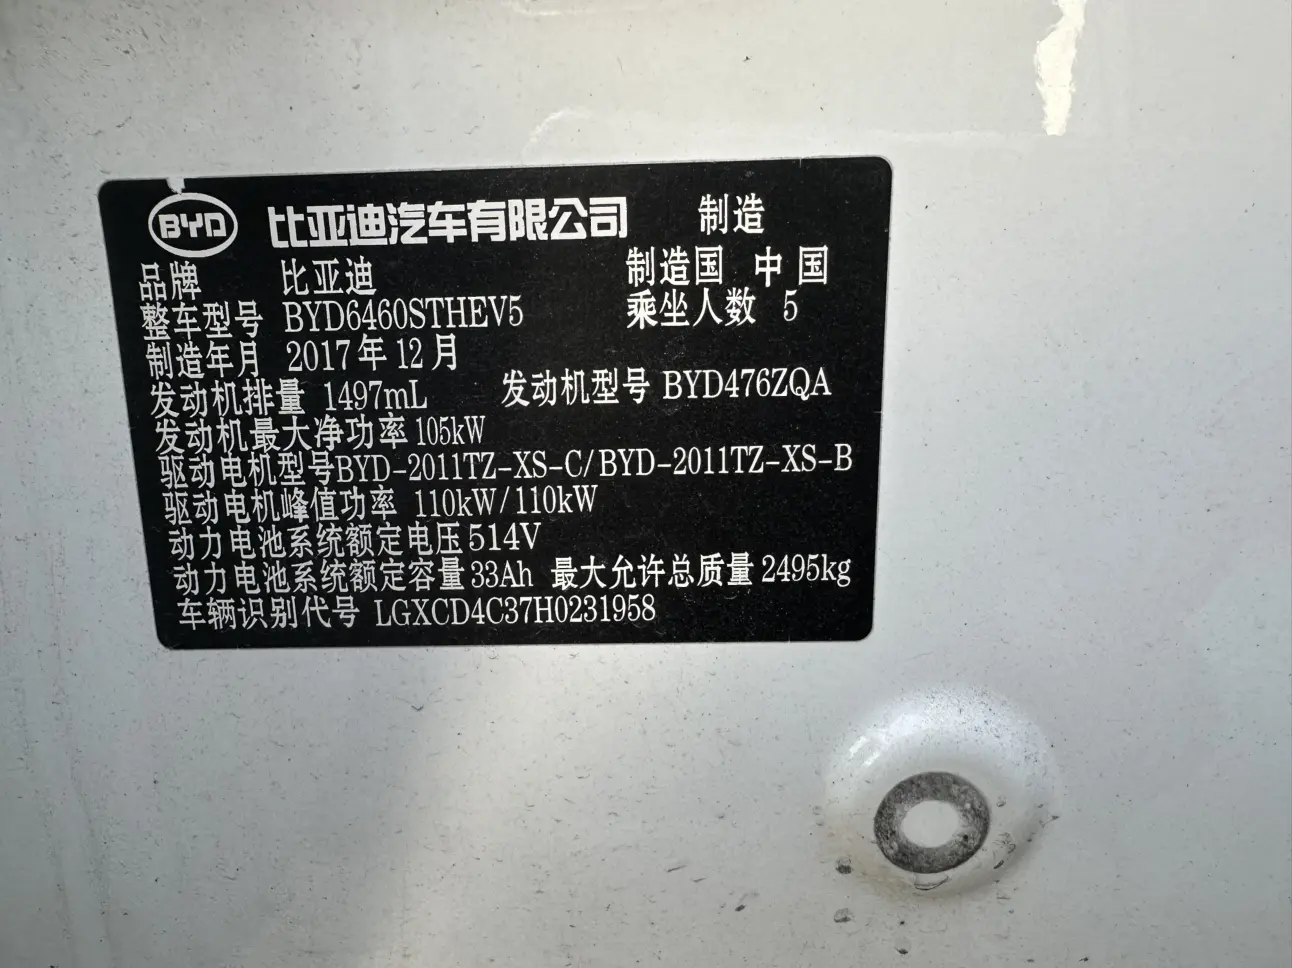 BYD 比亚迪汽车有限公司 制造
品牌 比亚迪 制造国 中国
整车型号 BYD6460STHEV5 乘坐人数 5
制造年月 2017年12月
发动机排量 1497mL 发动机型号 BYD476ZQA
发动机最大净功率 105kW
驱动电机型号BYD-2011TZ-XS-C/BYD-2011TZ-XS-B
驱动电机峰值功率 110kW/110kW
动力电池系统额定电压514V
动力电池系统额定容量33Ah 最大允许总质量2495kg
车辆识别代号 LGXCD4C37H0231958